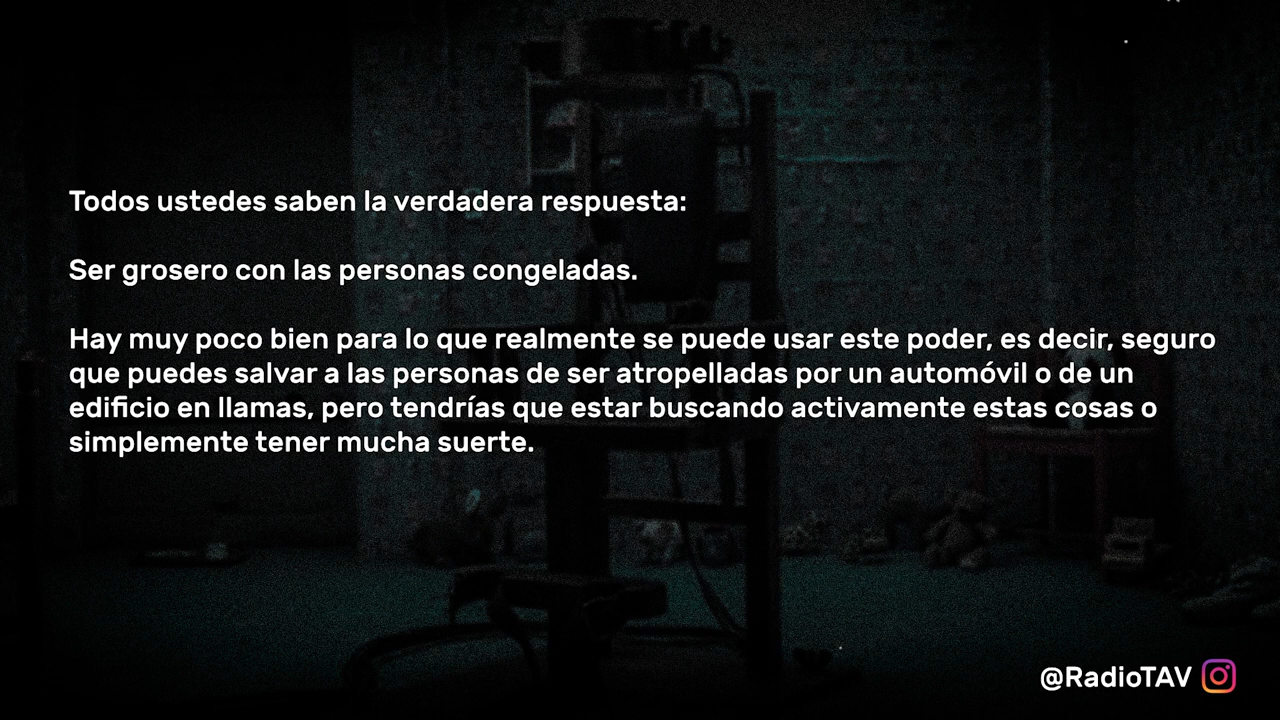 Todos ustedes saben la verdadera respuesta:
Ser grosero con las personas congeladas.
Hay muy poco bien para lo que realmente se puede usar este poder, es decir, seguro
que puedes salvar a las personas de ser atropelladas por un automóvil o de un
edificio en llamas, pero tendrías que estar buscando activamente estas cosas o
simplemente tener mucha suerte.
@RadioTAV